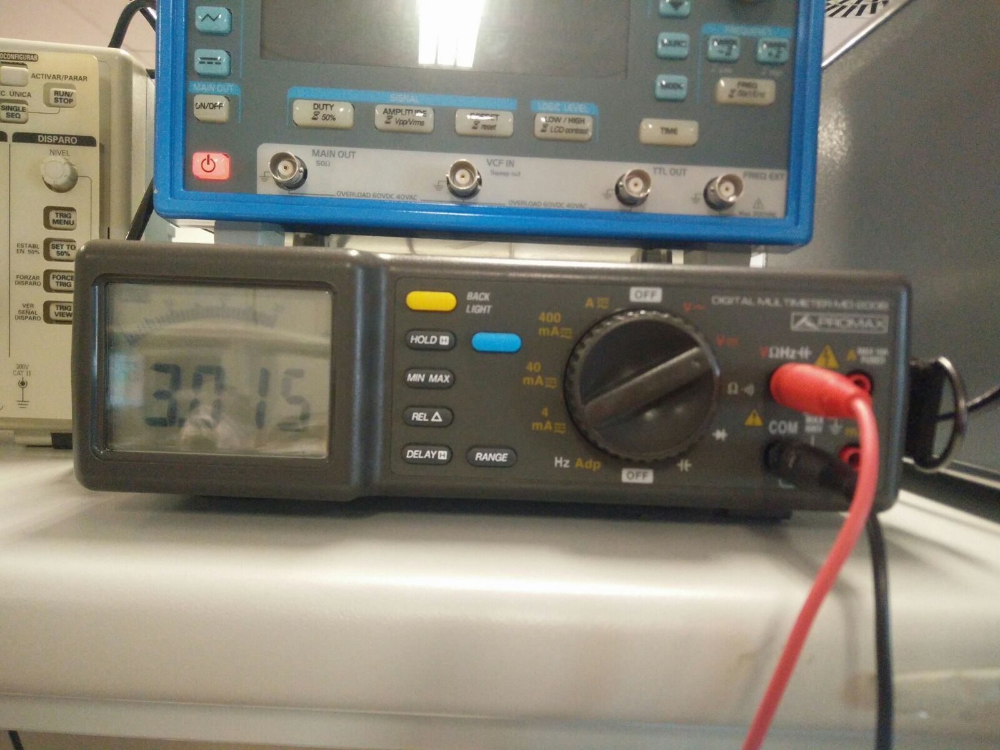 OCONFIGURAR
ACTIVAR/PARAR
C. ÚNICA
RUN/
STOP
SINGLE
SEQ
DISPARO
NIVEL
TRIG
MENU
ESTABL
EN 50%
SET TO
50%
FORZAR
DISPARO
FORCE
TRIG
VER
SEÑAL
DISPARO
TRIG
VIEW
300V
CAT II
MAIN OUT
ON/OFF
SIGNAL
DUTY
50%
AMPLITUDE
Vpp/Vrms
OFFSET
reset
LOGIC LEVEL
LOW / HIGH
LCD contrast
TIME
FREQ
Start/End
MAIN OUT
50Ω
VCF IN
Sweep out
TTL OUT
FREQ EXT
OVERLOAD 60VDC 40VAC
OVERLOAD 60VDC 40VAC
3.015
BACK
LIGHT
HOLD H
MIN MAX
REL △
DELAY H
RANGE
OFF
A
400
mA
40
mA
4
mA
Hz Adp
OFF
V
V
Ω
DIGITAL MULTIMETER MD-200B
PROMAX
VΩHz
A
COM